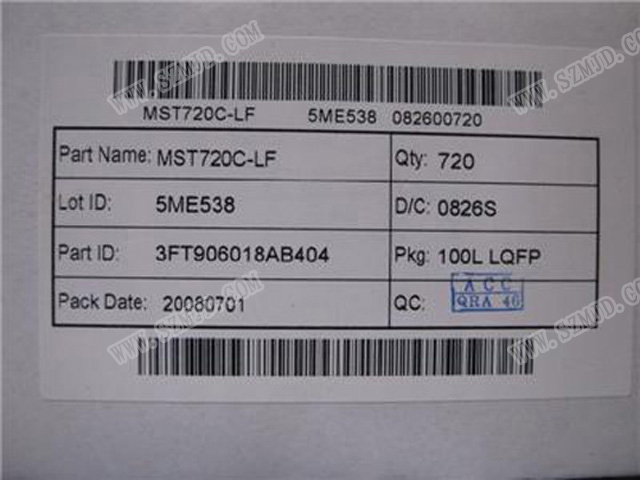 MST720C-LF 5ME538 082600720
Part Name: MST720C-LF Qty: 720
Lot ID: 5ME538 D/C: 0826S
Part ID: 3FT906018AB404 Pkg: 100L LQFP
Pack Date: 20080701 QC: ACC
QRA 46
WWW.SZMJD.COM
WWW.SZMJD.COM
WWW.SZMJD.COM
WWW.SZMJD.COM